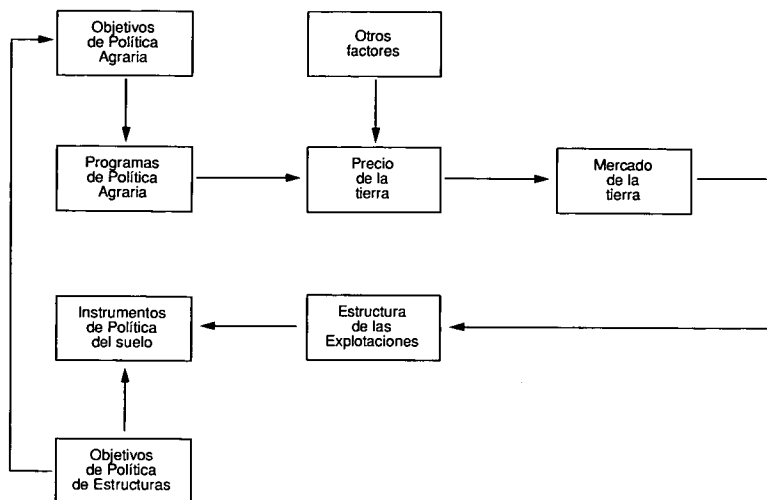 Objetivos
de Política
Agraria
Otros
factores
Programas
de Política
Agraria
Precio
de la
tierra
Mercado
de la
tierra
Instrumentos
de Política
del suelo
Estructura
de las
Explotaciones
Objetivos
de Política
de Estructuras